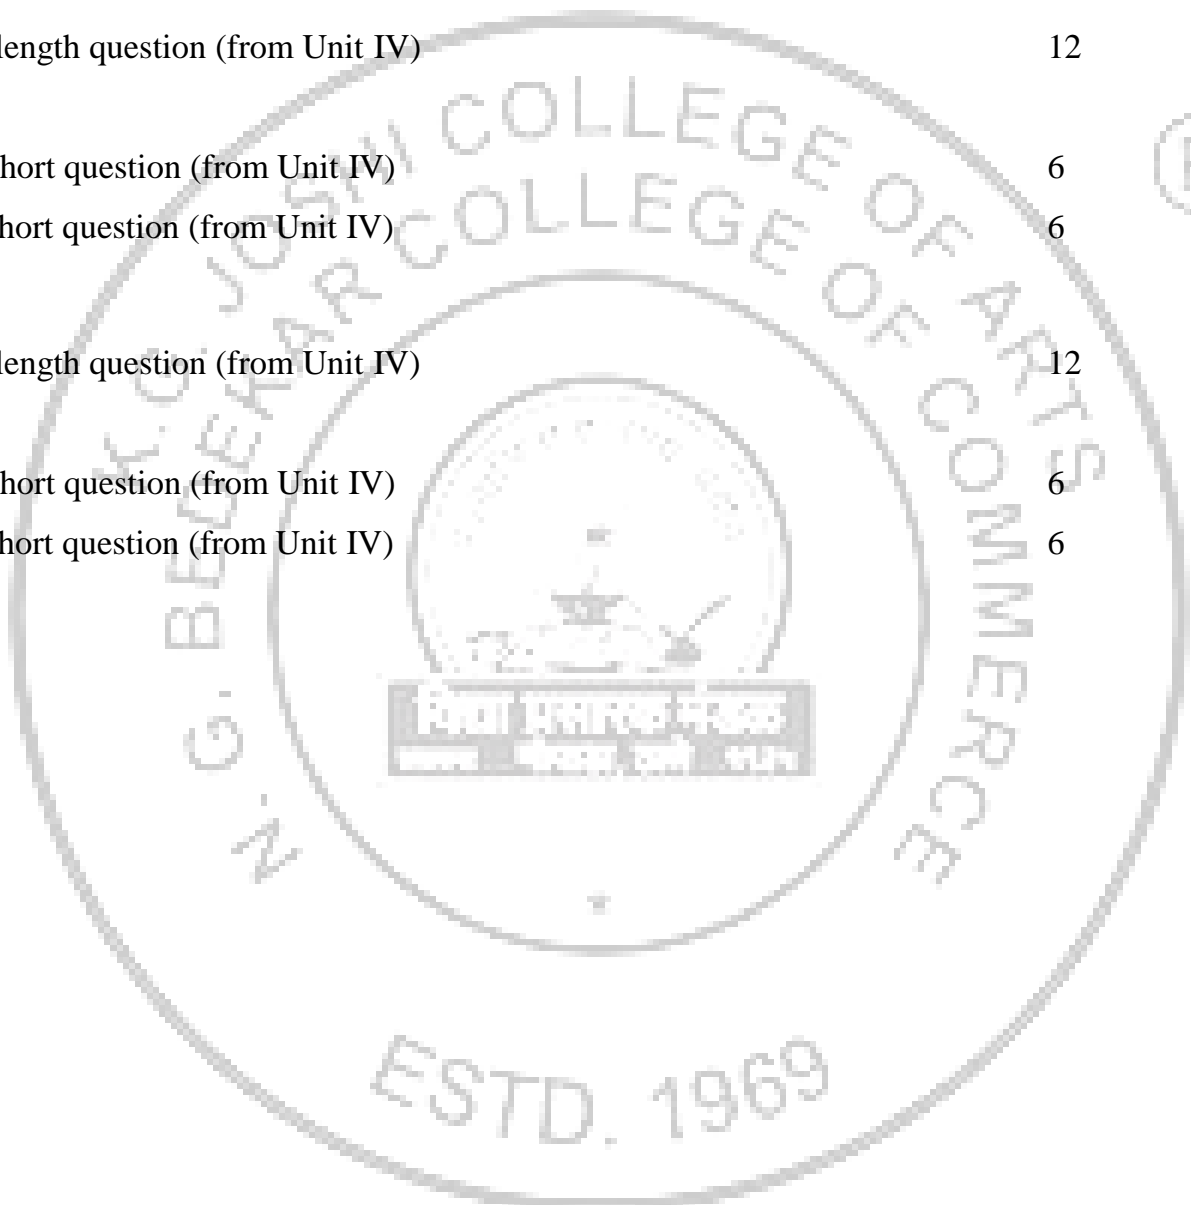 length question (from Unit IV) 12
hort question (from Unit IV) 6
hort question (from Unit IV) 6
length question (from Unit IV) 12
hort question (from Unit IV) 6
hort question (from Unit IV) 6
K.G. JOSHI COLLEGE OF ARTS
N. G. BEDEKAR COLLEGE OF COMMERCE
ESTD. 1969